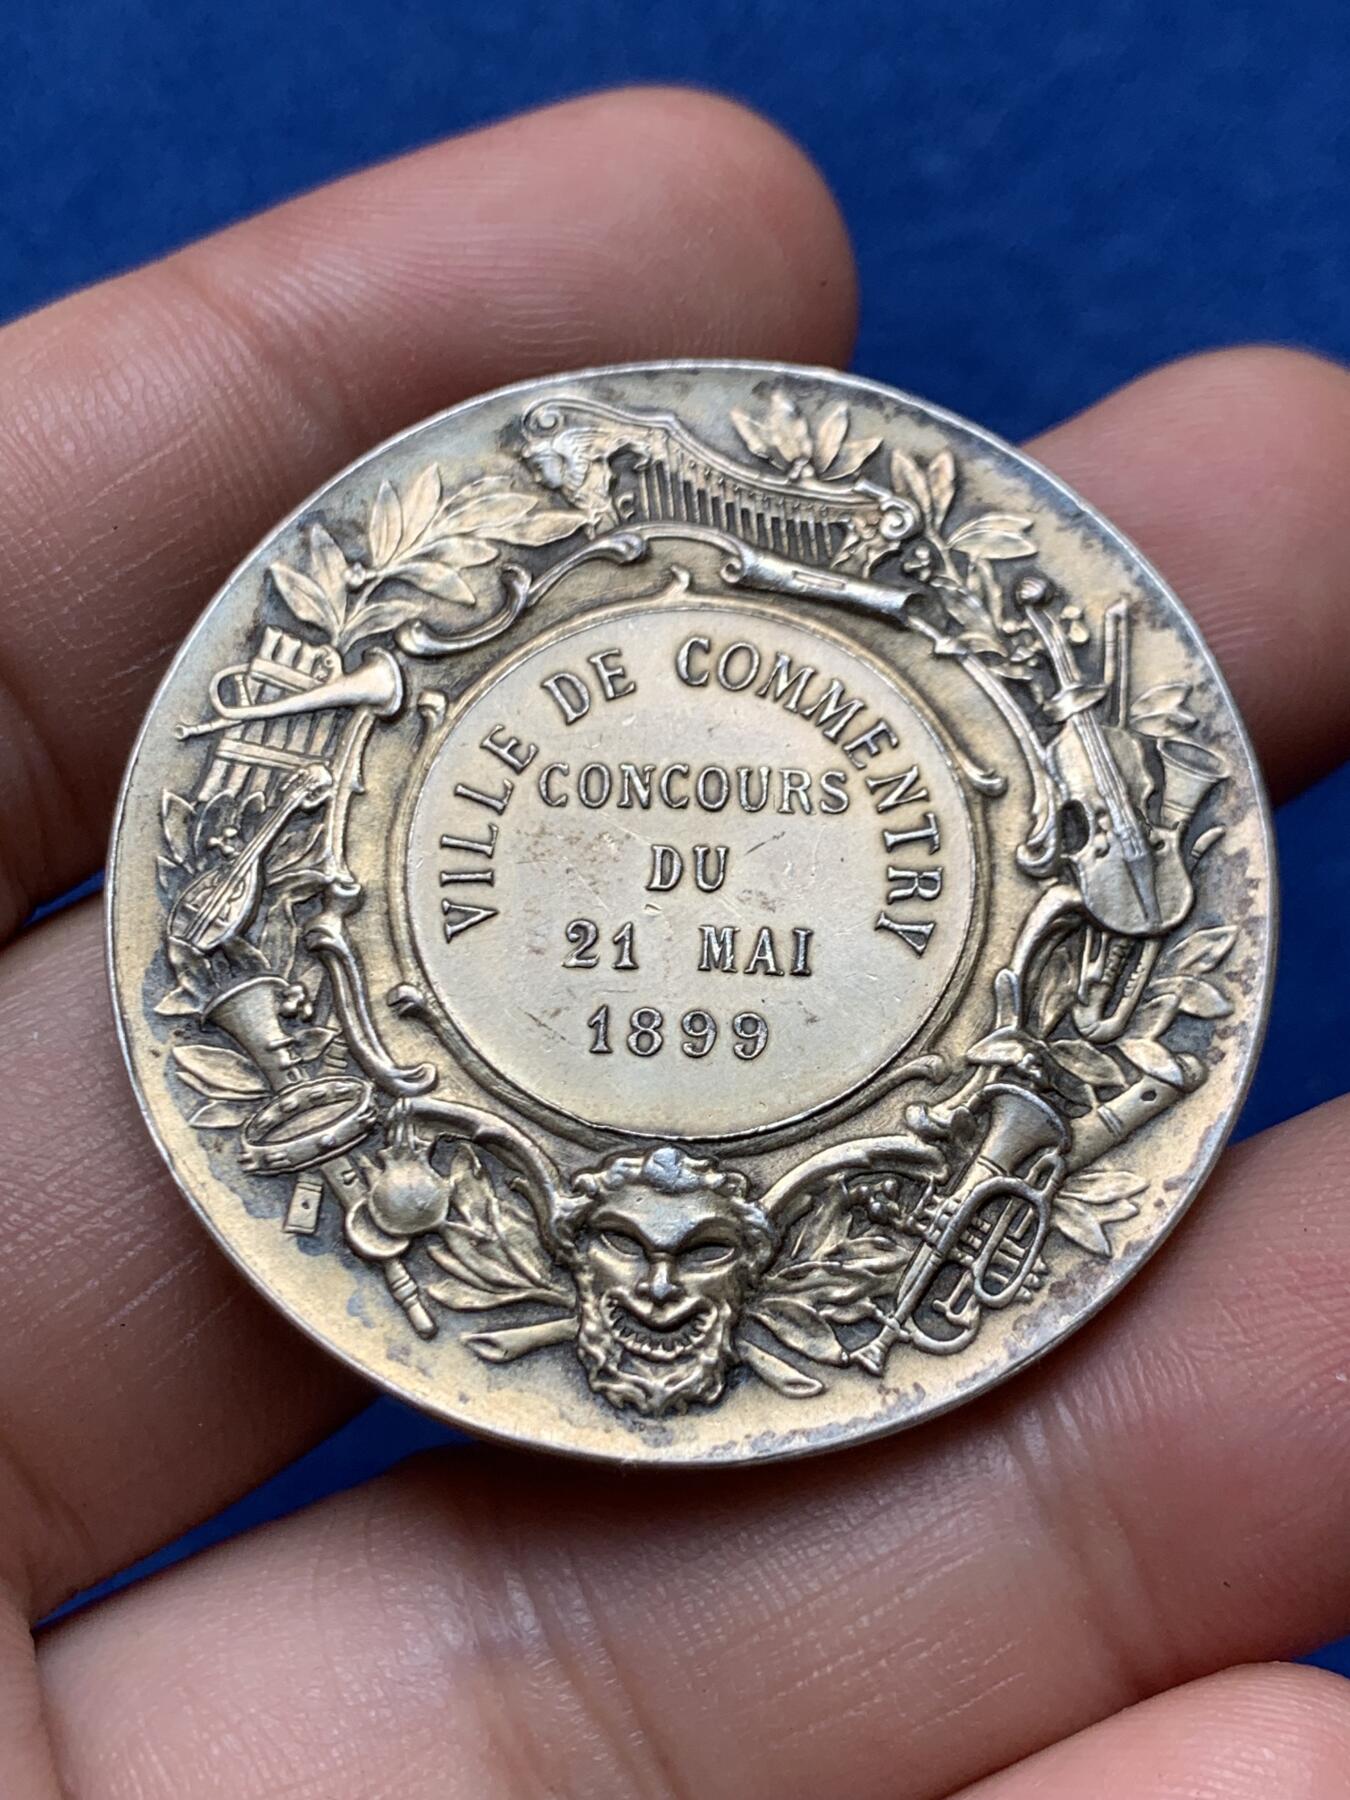 VILLE DE COMMENTRY
CONCOURS
DU
21 MAI
1899